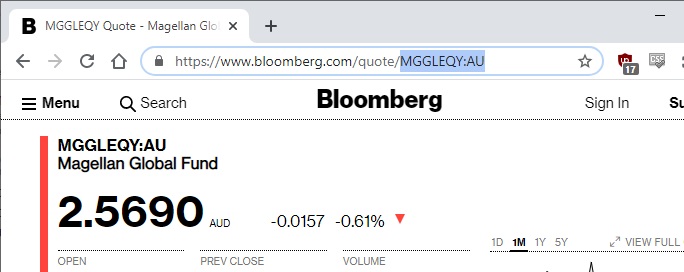 MGGLEQY Quote - Magellan Glo
https://www.bloomberg.com/quote/MGGLEQY:AU
17
Menu Search Bloomberg Sign In Su
MGGLEQY:AU
Magellan Global Fund
2.5690 AUD -0.0157 -0.61% ▼
1D 1M 1Y 5Y VIEW FULL
OPEN PREV CLOSE VOLUME